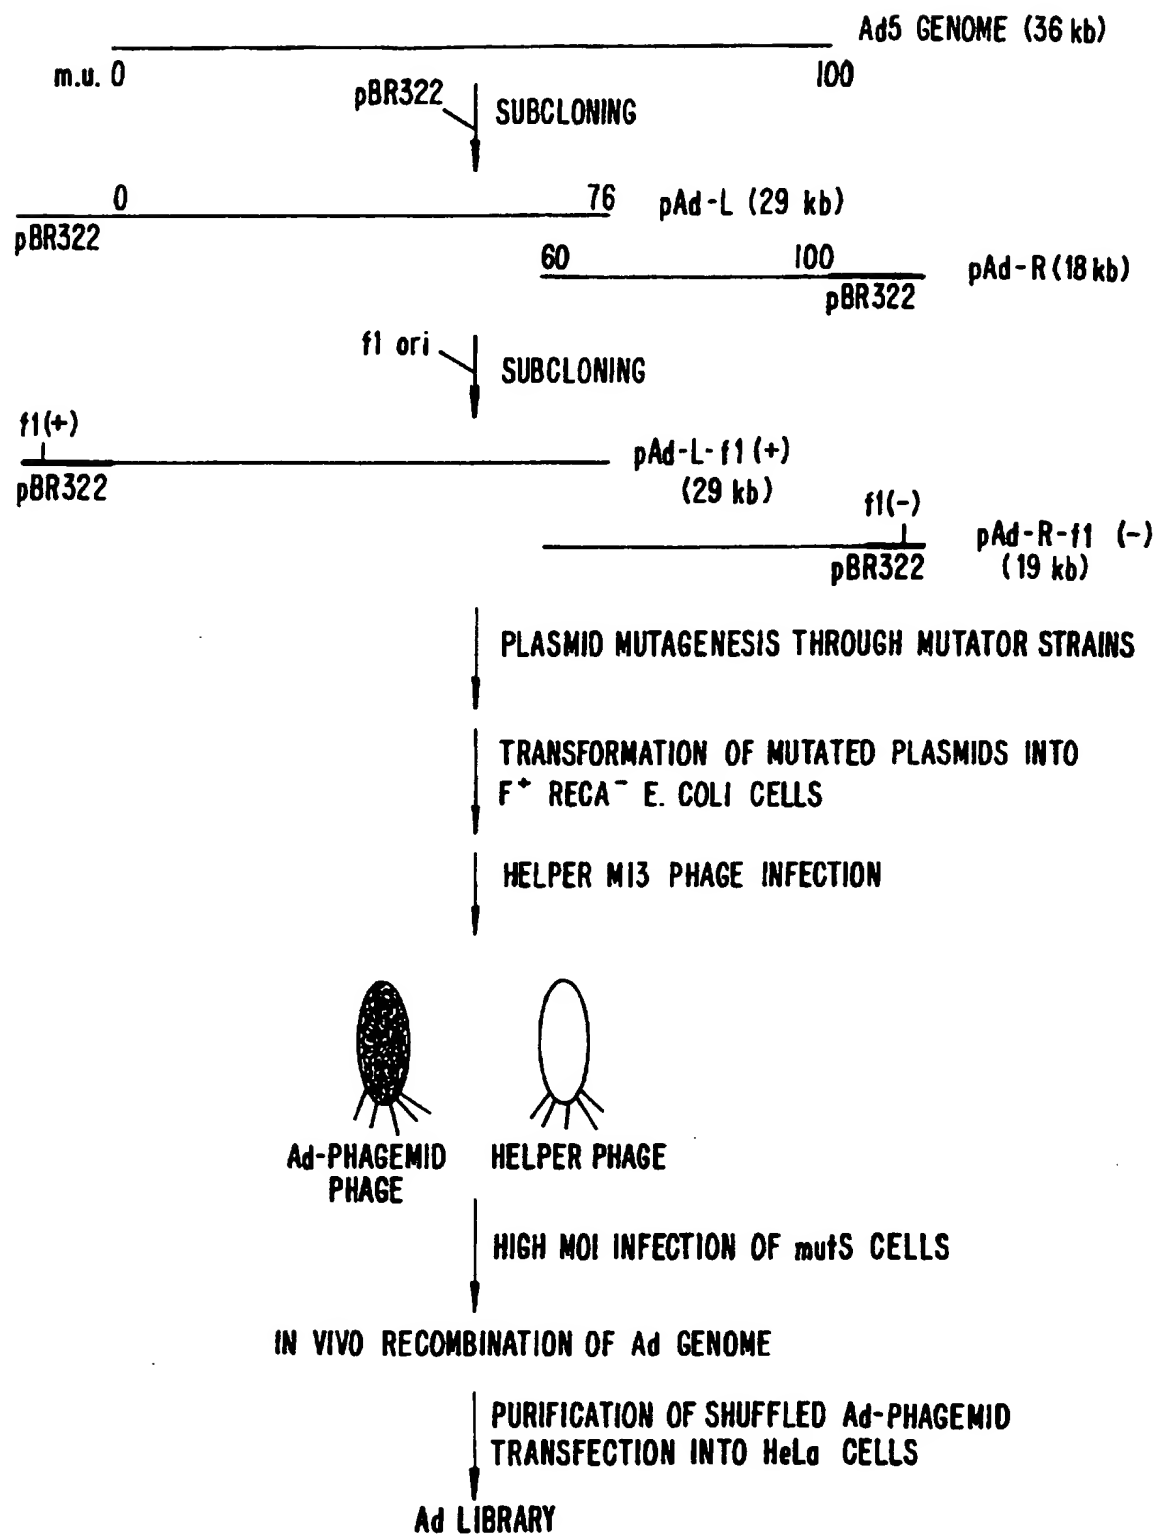 Ad5 GENOME (36 kb)
m.u. 0
100
pBR322
SUBCLONING
0
76
pAd-L (29 kb)
pBR322
60
100
pAd-R (18 kb)
pBR322
f1 ori
SUBCLONING
f1(+)
pAd-L-f1(+)
(29 kb)
pBR322
f1(-)
pAd-R-f1 (-)
(19 kb)
pBR322
PLASMID MUTAGENESIS THROUGH MUTATOR STRAINS
TRANSFORMATION OF MUTATED PLASMIDS INTO
F⁺ RECA⁻ E. COLI CELLS
HELPER M13 PHAGE INFECTION
Ad-PHAGEMID
PHAGE
HELPER PHAGE
HIGH MOI INFECTION OF mutS CELLS
IN VIVO RECOMBINATION OF Ad GENOME
PURIFICATION OF SHUFFLED Ad-PHAGEMID
TRANSFECTION INTO HeLa CELLS
Ad LIBRARY